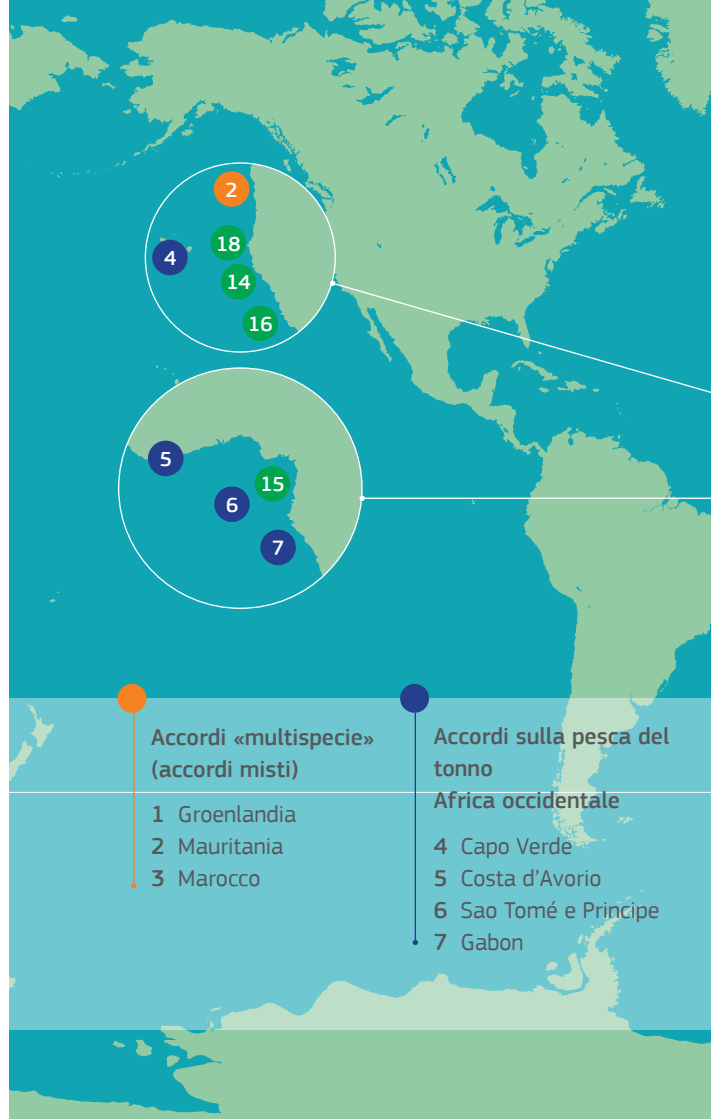 2
18
4
14
16
5
15
6
7
Accordi «multispecie»
(accordi misti)
1 Groenlandia
2 Mauritania
3 Marocco
Accordi sulla pesca del
tonno
Africa occidentale
4 Capo Verde
5 Costa d'Avorio
6 Sao Tomé e Principe
7 Gabon